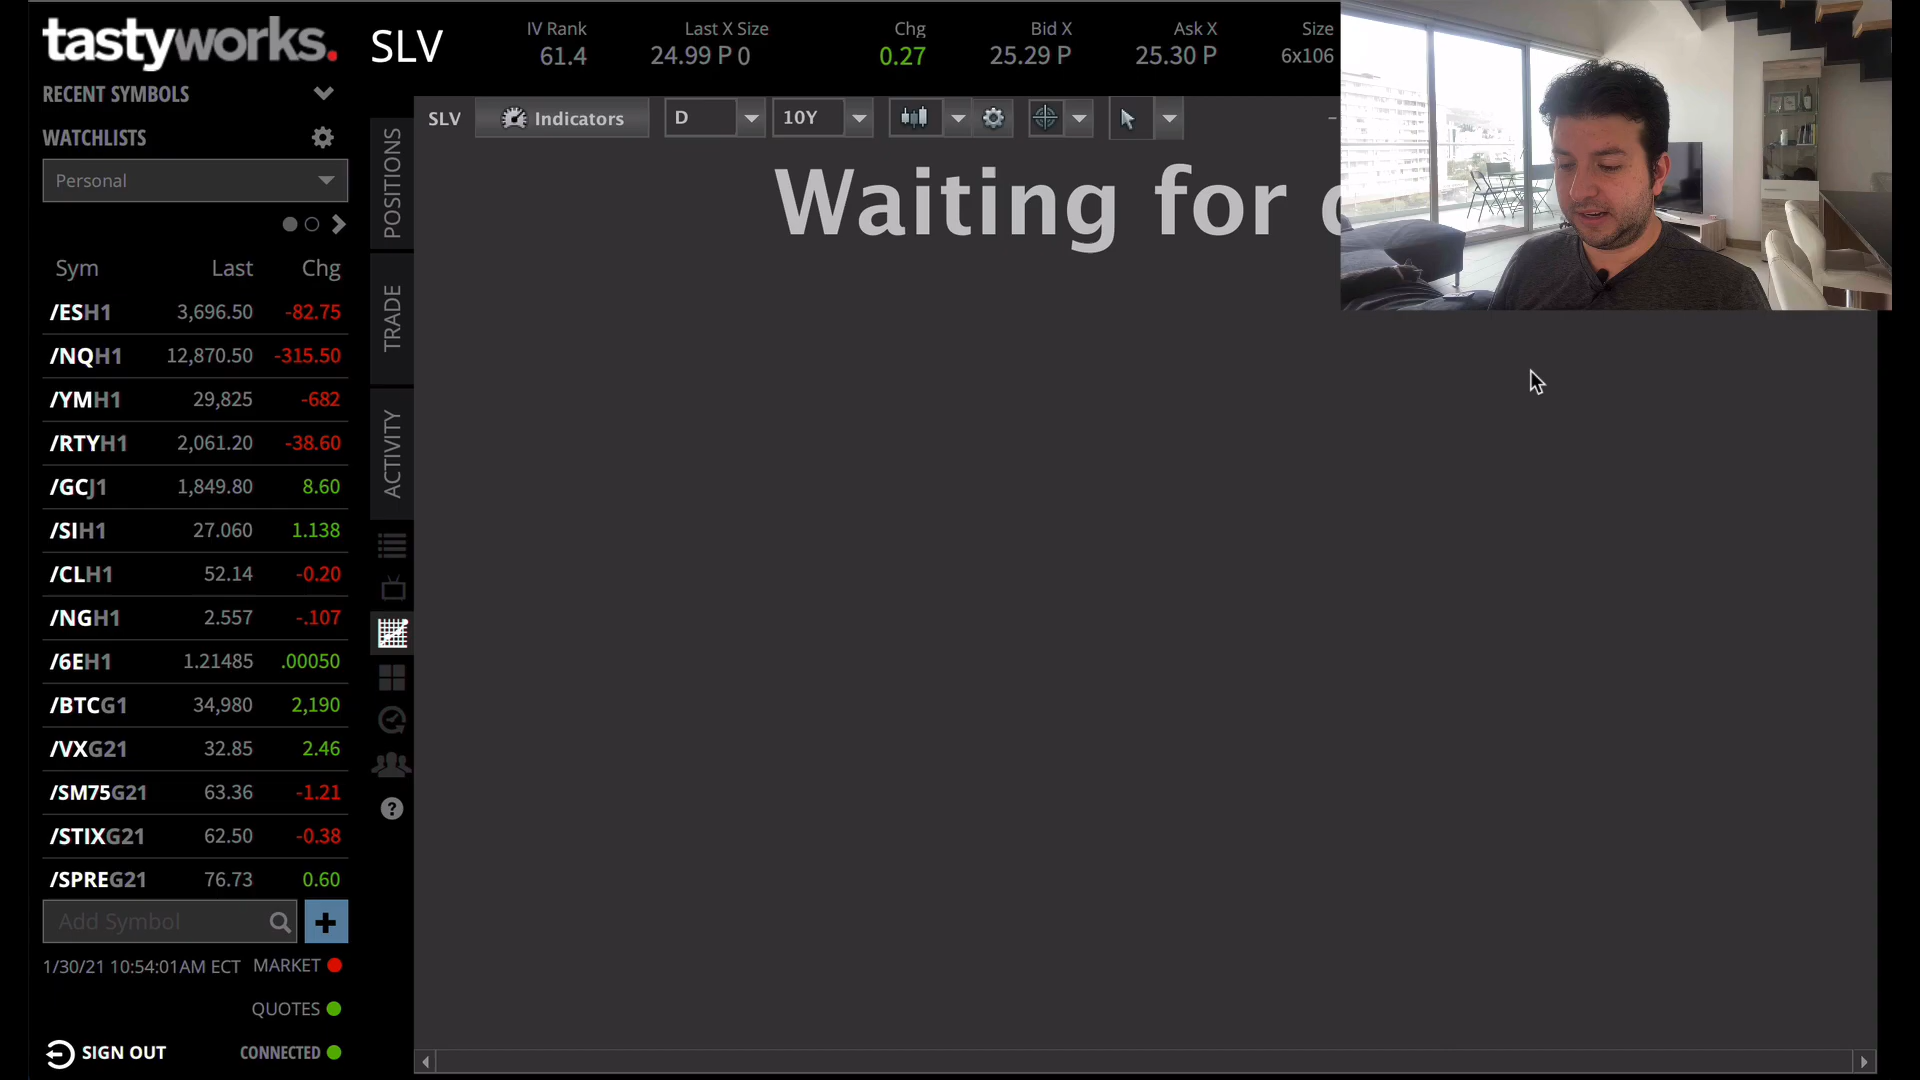 tastyworks.
SLV
IV Rank
61.4
Last X Size
24.99 P 0
Chg
0.27
Bid X
25.29 P
Ask X
25.30 P
Size
6x106
RECENT SYMBOLS
WATCHLISTS
Personal
SLV
Indicators
D
10Y
Waiting for
POSITIONS
TRADE
ACTIVITY
Sym Last Chg
/ESH1 3,696.50 -82.75
/NQH1 12,870.50 -315.50
/YMH1 29,825 -682
/RTYH1 2,061.20 -38.60
/GCJ1 1,849.80 8.60
/SIH1 27.060 1.138
/CLH1 52.14 -0.20
/NGH1 2.557 -.107
/6EH1 1.21485 .00050
/BTCG1 34,980 2,190
/VXG21 32.85 2.46
/SM75G21 63.36 -1.21
/STIXG21 62.50 -0.38
/SPREG21 76.73 0.60
Add Symbol
1/30/21 10:54:01AM ECT MARKET
QUOTES
SIGN OUT CONNECTED